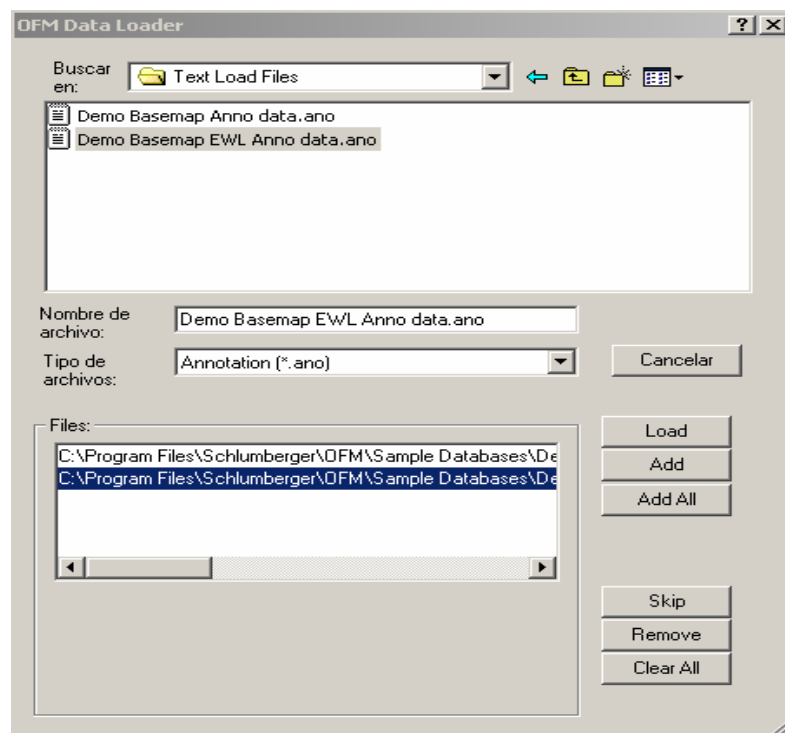 OFM Data Loader
Buscar en:
Text Load Files
Demo Basemap Anno data.ano
Demo Basemap EWL Anno data.ano
Nombre de archivo:
Demo Basemap EWL Anno data.ano
Tipo de archivos:
Annotation (*.ano)
Cancelar
Files:
C:\Program Files\Schlumberger\OFM\Sample Databases\De
C:\Program Files\Schlumberger\OFM\Sample Databases\De
Load
Add
Add All
Skip
Remove
Clear All